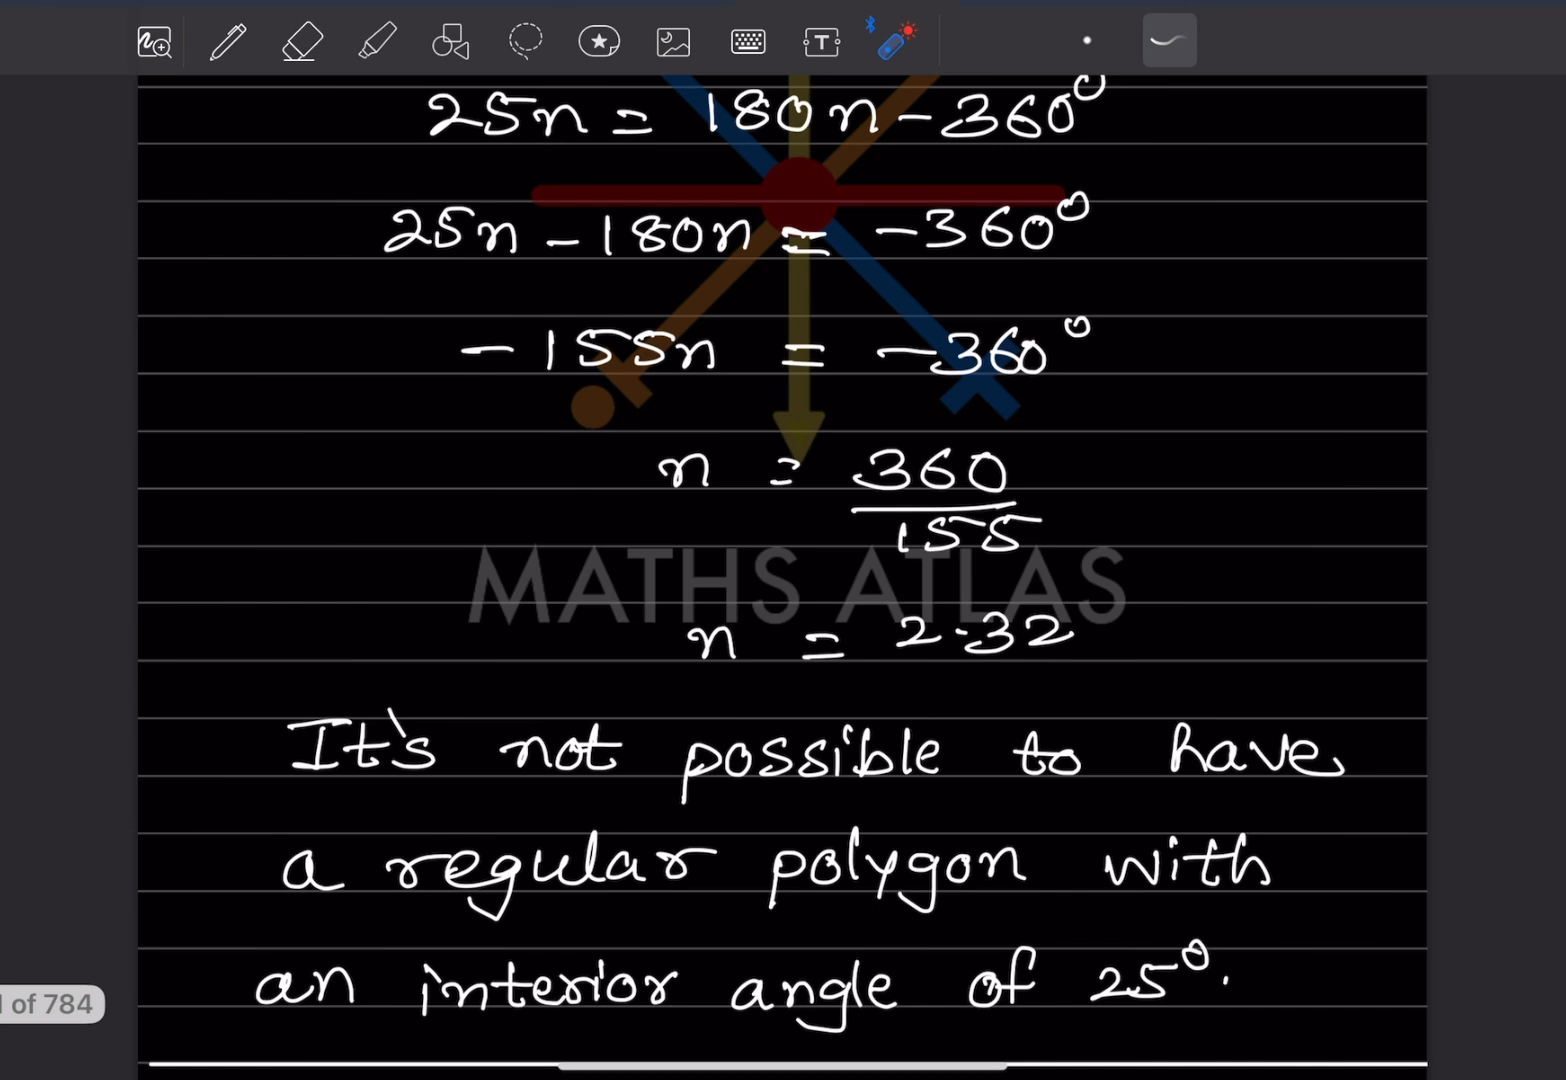 25n = 180n - 360°
25n - 180n = -360°
- 155n = -360°
n = 360
155
MATHS ATLAS
n = 2.32
It's not possible to have
a regular polygon with
an interior angle of 25°.
of 784